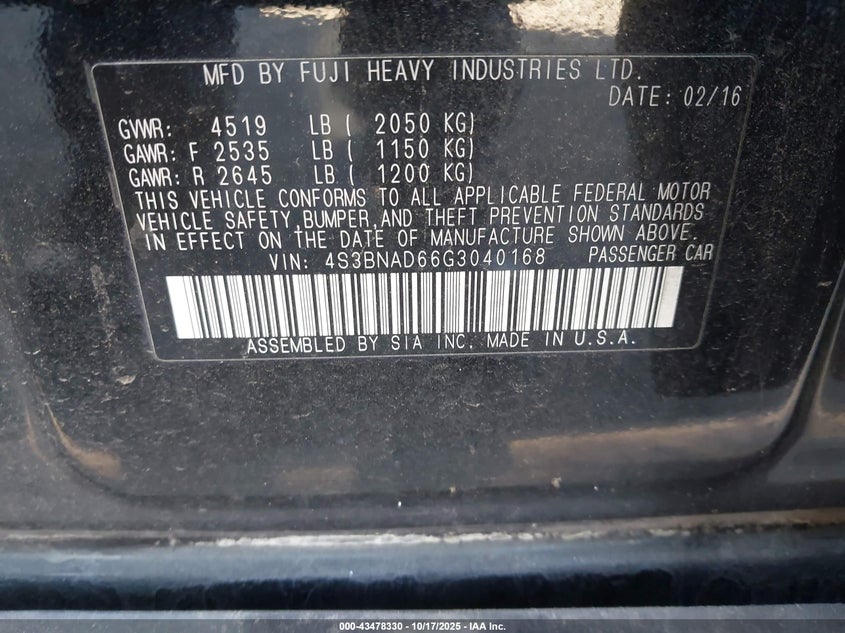 MFD BY FUJI HEAVY INDUSTRIES LTD.
DATE: 02/16
GVWR: 4519 LB ( 2050 KG)
GAWR: F 2535 LB ( 1150 KG)
GAWR: R 2645 LB ( 1200 KG)
THIS VEHICLE CONFORMS TO ALL APPLICABLE FEDERAL MOTOR
VEHICLE SAFETY,BUMPER,AND THEFT PREVENTION STANDARDS
IN EFFECT ON THE DATE OF MANUFACTURE SHOWN ABOVE.
VIN: 4S3BNAD66G3040168 PASSENGER CAR
ASSEMBLED BY SIA INC. MADE IN U.S.A.
000-43478330 - 10/17/2025 - IAA Inc.